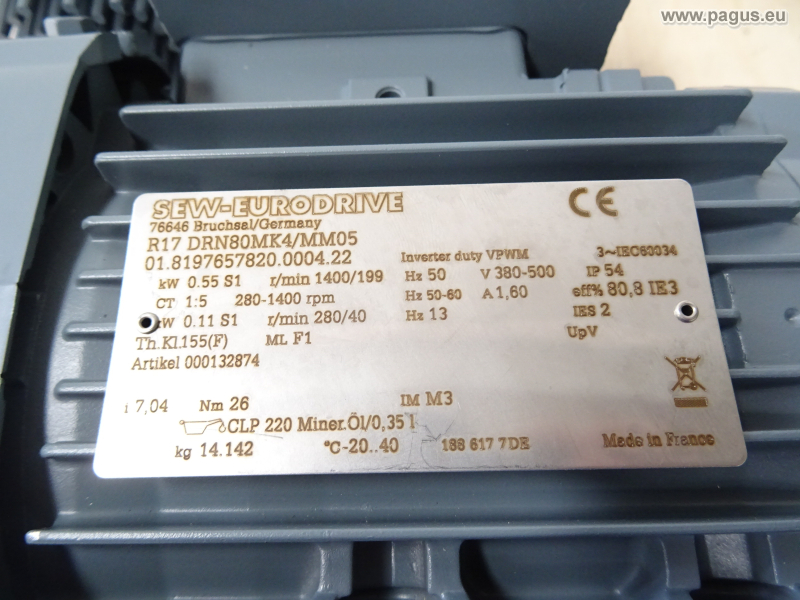 www.pagus.eu
SEW-EURODRIVE CE
76646 Bruchsal/Germany
R17 DRN80MK4/MM05
01.8197657820.0004.22 Inverter duty VPWM 3~IEC60034
kW 0.55 S1 r/min 1400/199 Hz 50 V 380-500 IP 54
CT 1:5 280-1400 rpm Hz 50-60 A 1,60 eff% 80,8 IE3
kW 0.11 S1 r/min 280/40 Hz 13 IES 2
Th.Kl.155(F) ML F1 UpV
Artikel 000132874
i 7,04 Nm 26 IM M3
CLP 220 Miner.Öl/0,35 l
kg 14.142 °C-20..40 188 617 7DE Made in France